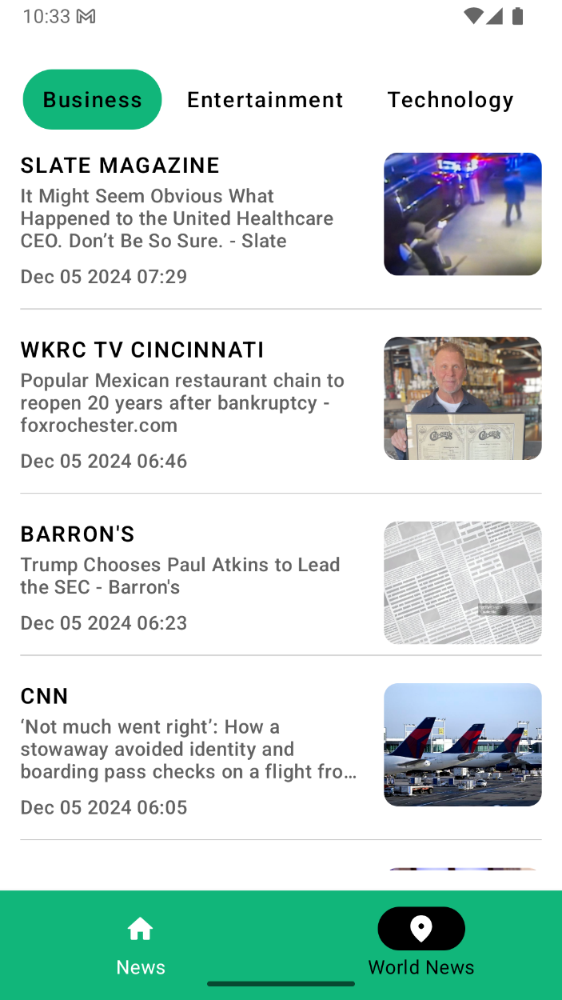 10:33
Business Entertainment Technology
SLATE MAGAZINE
It Might Seem Obvious What
Happened to the United Healthcare
CEO. Don’t Be So Sure. - Slate
Dec 05 2024 07:29
WKRC TV CINCINNATI
Popular Mexican restaurant chain to
reopen 20 years after bankruptcy -
foxrochester.com
Dec 05 2024 06:46
BARRON'S
Trump Chooses Paul Atkins to Lead
the SEC - Barron's
Dec 05 2024 06:23
CNN
‘Not much went right’: How a
stowaway avoided identity and
boarding pass checks on a flight fro…
Dec 05 2024 06:05
News World News